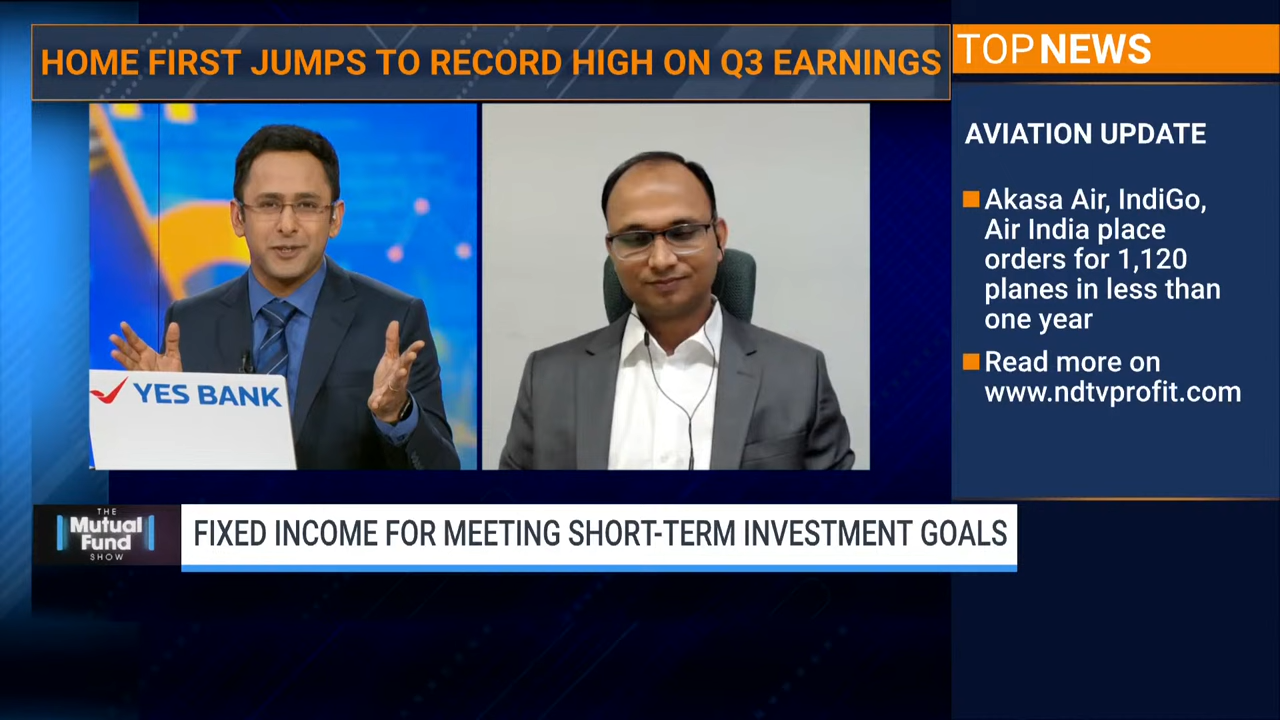 HOME FIRST JUMPS TO RECORD HIGH ON Q3 EARNINGS
TOP NEWS
AVIATION UPDATE
Akasa Air, IndiGo,
Air India place
orders for 1,120
planes in less than
one year
Read more on
www.ndtvprofit.com
YES BANK
THE
Mutual
Fund
SHOW
FIXED INCOME FOR MEETING SHORT-TERM INVESTMENT GOALS